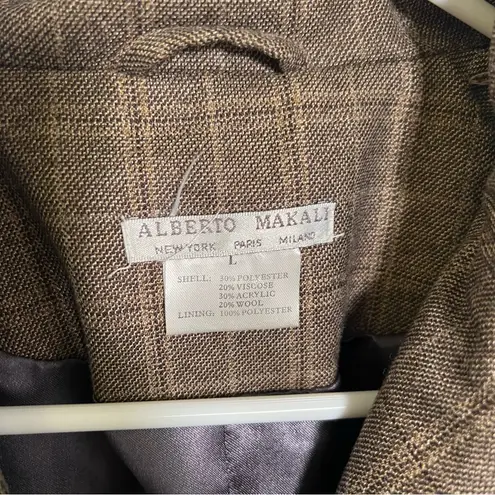 ALBERTO MAKALI
NEW YORK PARIS MILANO
L
SHELL: 30% POLYESTER
20% VISCOSE
30% ACRYLIC
20% WOOL
LINING: 100% POLYESTER